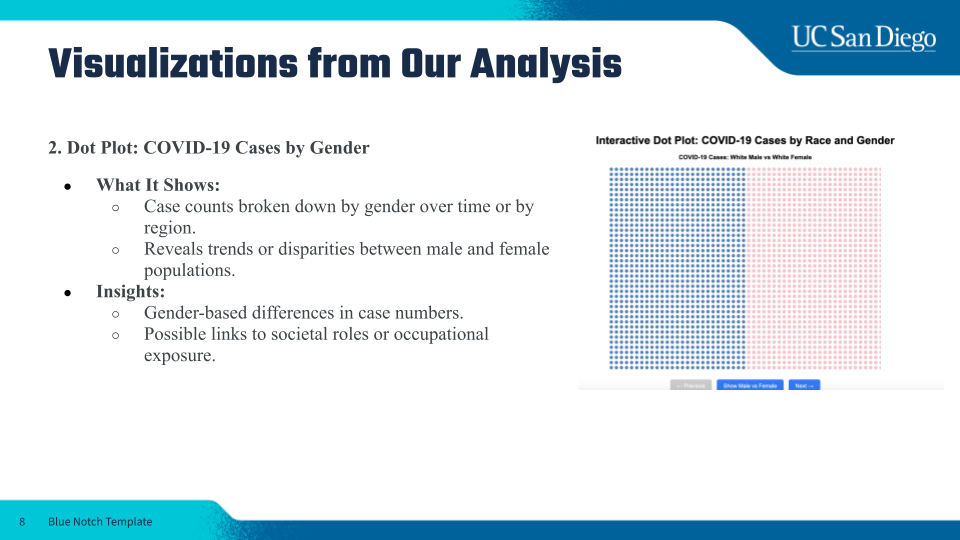 UC San Diego
Visualizations from Our Analysis
2. Dot Plot: COVID-19 Cases by Gender
● What It Shows:
○ Case counts broken down by gender over time or by
region.
○ Reveals trends or disparities between male and female
populations.
● Insights:
○ Gender-based differences in case numbers.
○ Possible links to societal roles or occupational
exposure.
Interactive Dot Plot: COVID-19 Cases by Race and Gender
COVID-19 Cases: White Male vs White Female
← Previous
Show Male vs Female
Next →
8
Blue Notch Template